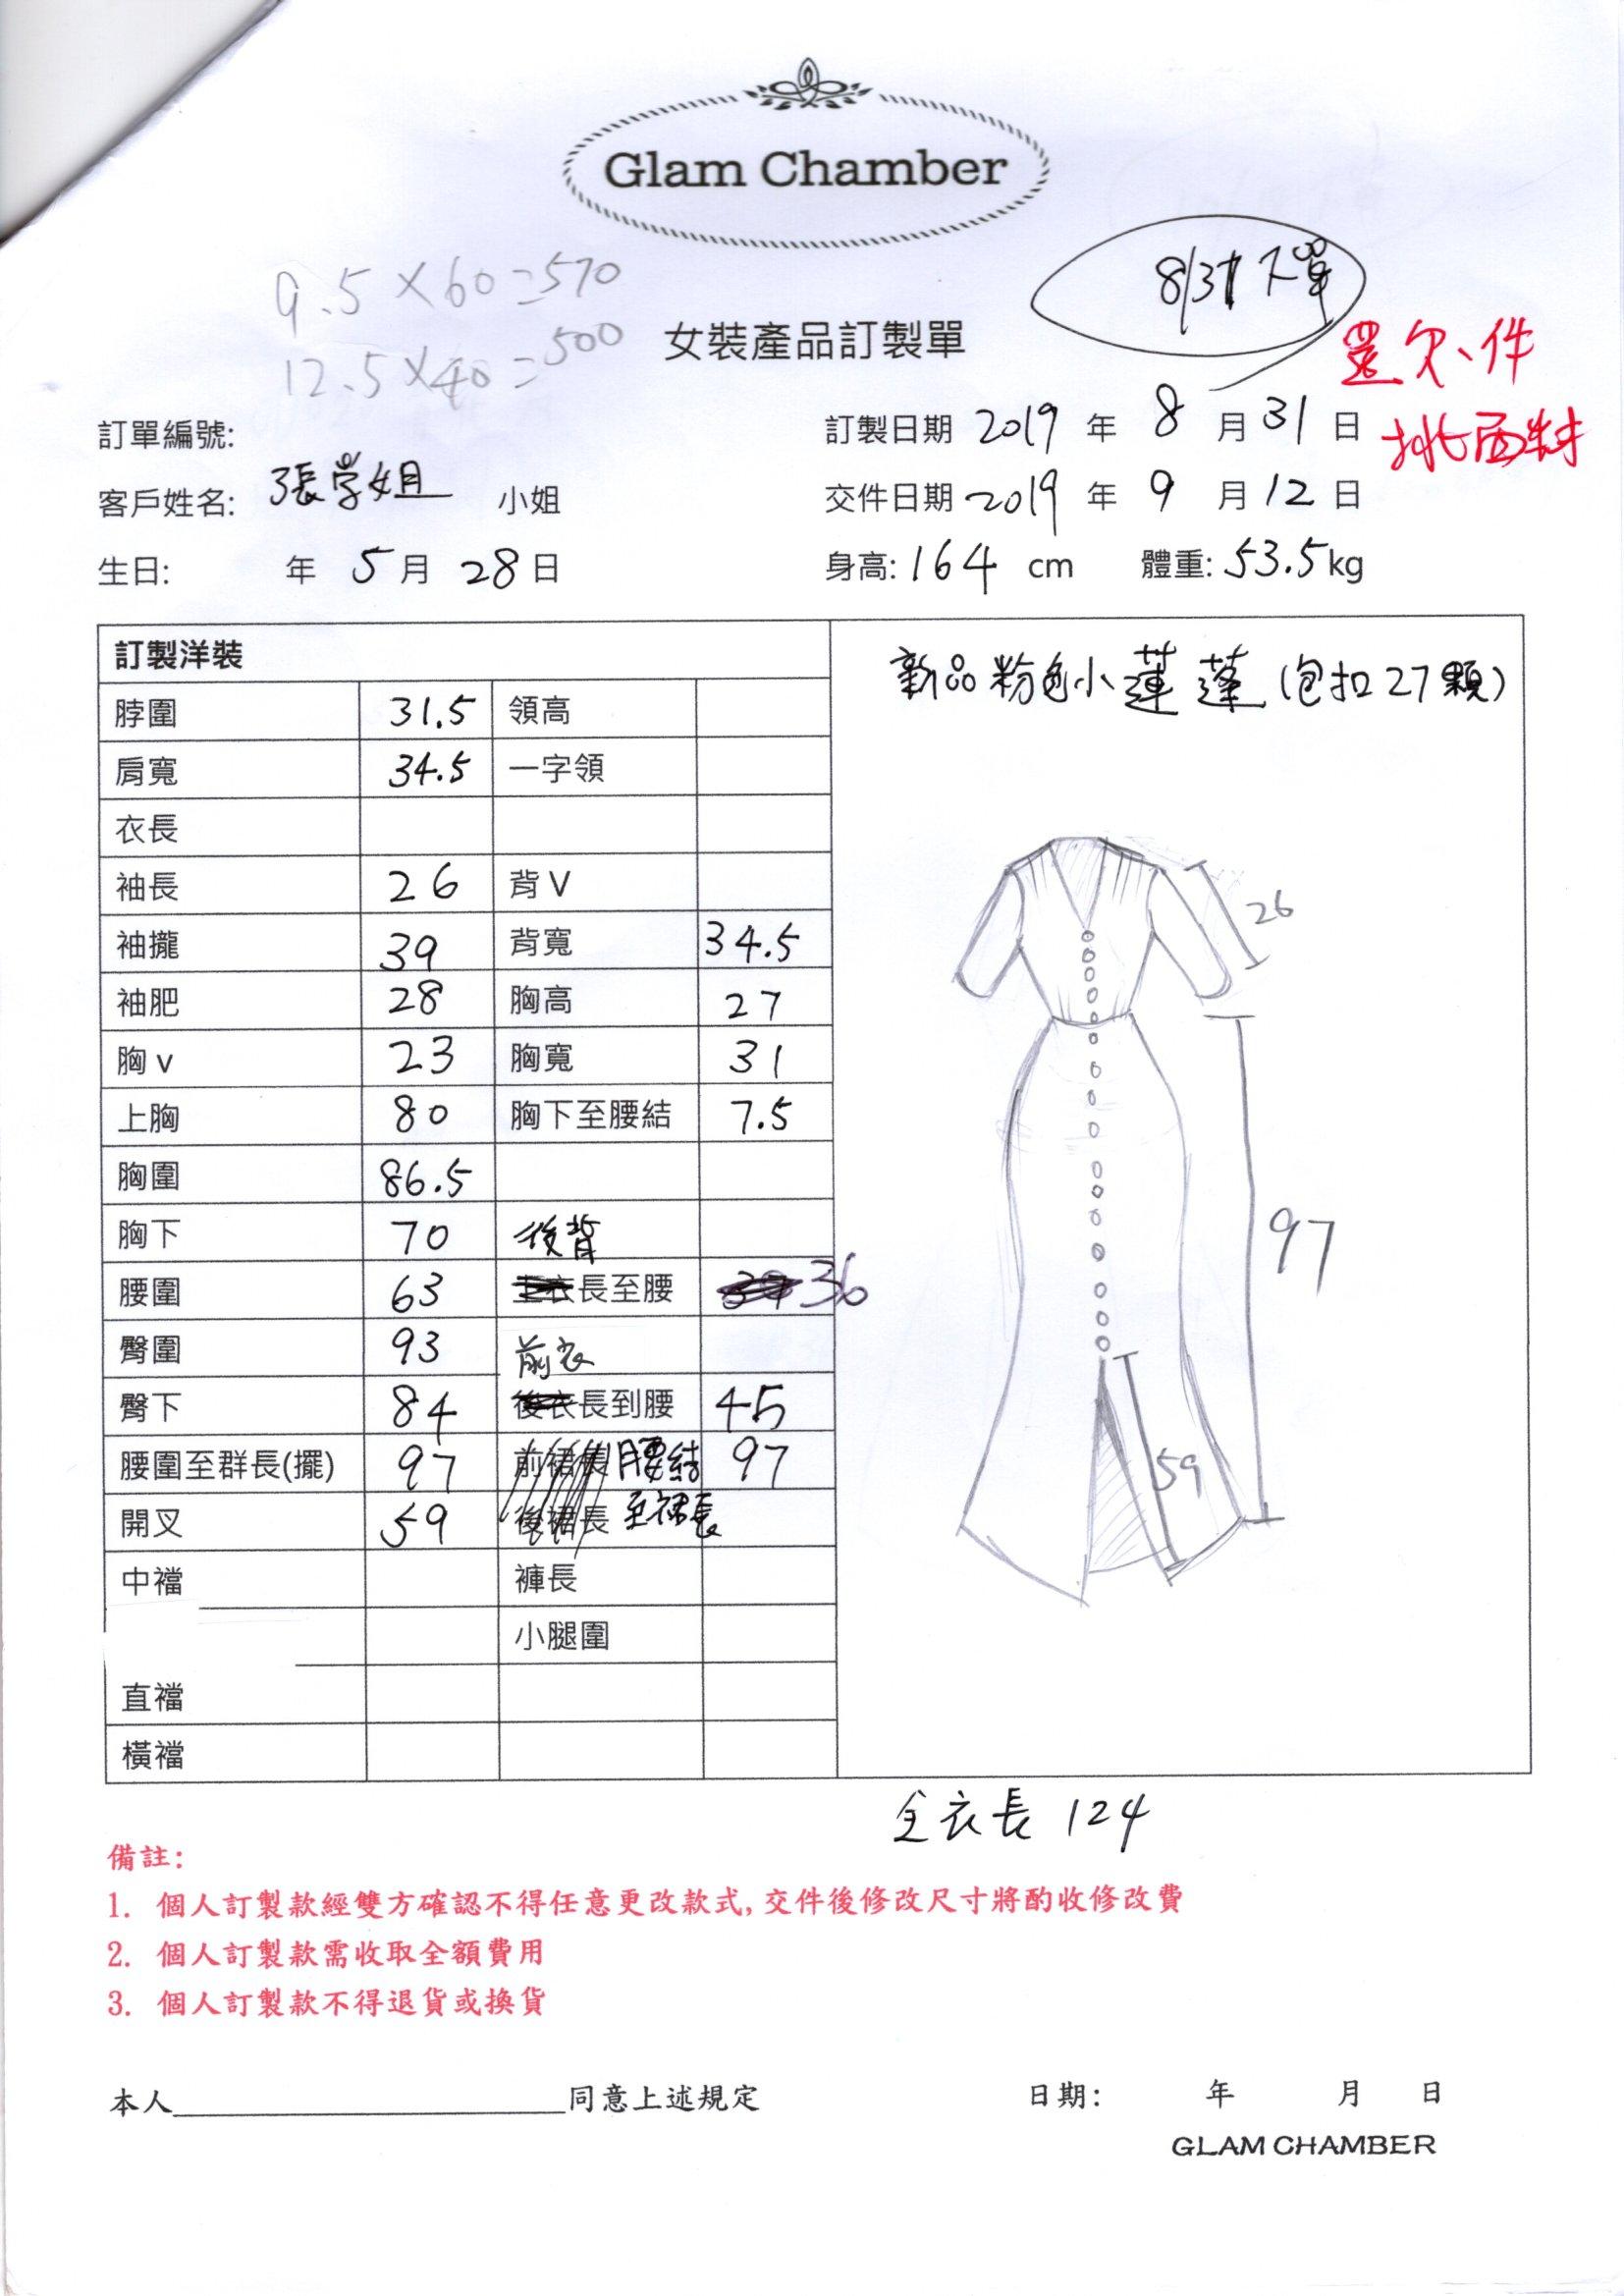 Glam Chamber
9.5×60=570
12.5×40=500
8/31下單
女裝產品訂製單
還欠、件
挑面料
訂單編號:
訂製日期 2019 年 8 月 31 日
客戶姓名: 張学姐 小姐
交件日期 2019 年 9 月 12 日
生日: 年 5 月 28 日
身高: 164 cm 體重: 53.5 kg
訂製洋裝
新品粉色小蓮蓬(包扣27顆)
脖圍 31.5 領高
肩寬 34.5 一字領
衣長
袖長 26 背 V
袖攏 39 背寬 34.5
袖肥 28 胸高 27
胸 v 23 胸寬 31
上胸 80 胸下至腰結 7.5
胸圍 86.5
胸下 70 後背
腰圍 63 長至腰 36
臀圍 93 前衣
臀下 84 後衣長到腰 45
腰圍至群長(擺) 97 前裙長 腰結 97
開叉 59 後裙長 至裙長
中襠 褲長
小腿圍
直襠
橫襠
26
97
59
全衣長 124
備註:
1. 個人訂製款經雙方確認不得任意更改款式, 交件後修改尺寸將酌收修改費
2. 個人訂製款需收取全額費用
3. 個人訂製款不得退貨或換貨
本人____________________同意上述規定 日期: 年 月 日
GLAM CHAMBER